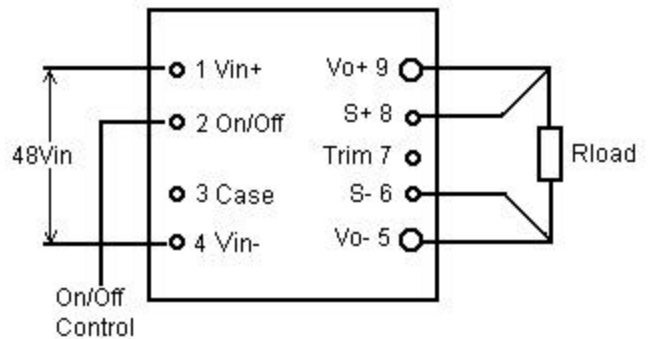 1 Vin+
2 On/Off
3 Case
4 Vin-
Vo+ 9
S+ 8
Trim 7
S- 6
Vo- 5
48Vin
On/Off
Control
Rload